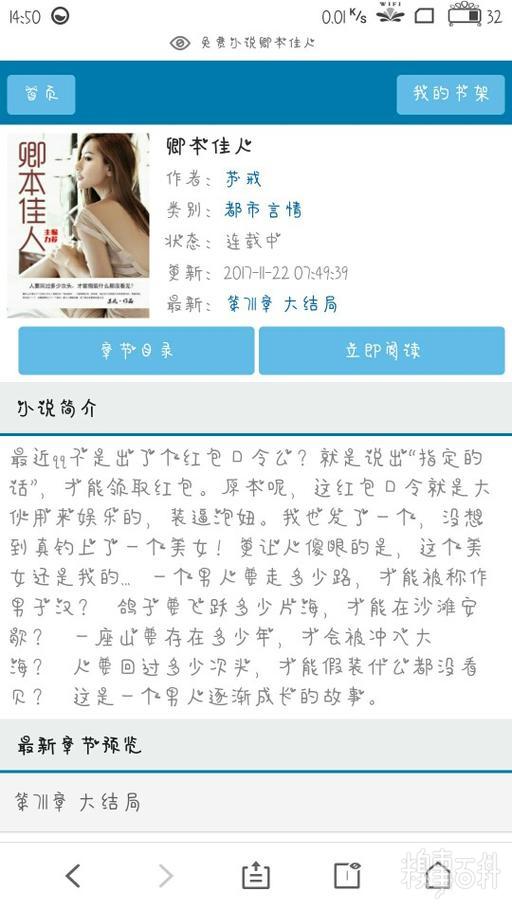 14:50 0.01 K/s WIFI 32
免费小说卿本佳人
首页 我的书架
卿本佳人
主编力荐
人要回过多少次头,才能假装什么都没看见?
卿本佳人
作者: 苏戒
类别: 都市言情
状态: 连载中
更新: 2017-11-22 07:49:39
最新: 第711章 大结局
章节目录 立即阅读
小说简介
最近qq不是出了个红包口令么?就是说出“指定的
话”,才能领取红包。原本呢,这红包口令就是大
伙用来娱乐的,装逼泡妞。我也发了一个,没想
到真钓上了一个美女!更让人傻眼的是,这个美
女还是我的... 一个男人要走多少路,才能被称作
男子汉? 鸽子要飞跃多少片海,才能在沙滩安
歇? 一座山要存在多少年,才会被冲入大
海? 人要回过多少次头,才能假装什么都没看
见? 这是一个男人逐渐成长的故事。
最新章节预览
第711章 大结局
糗事百科